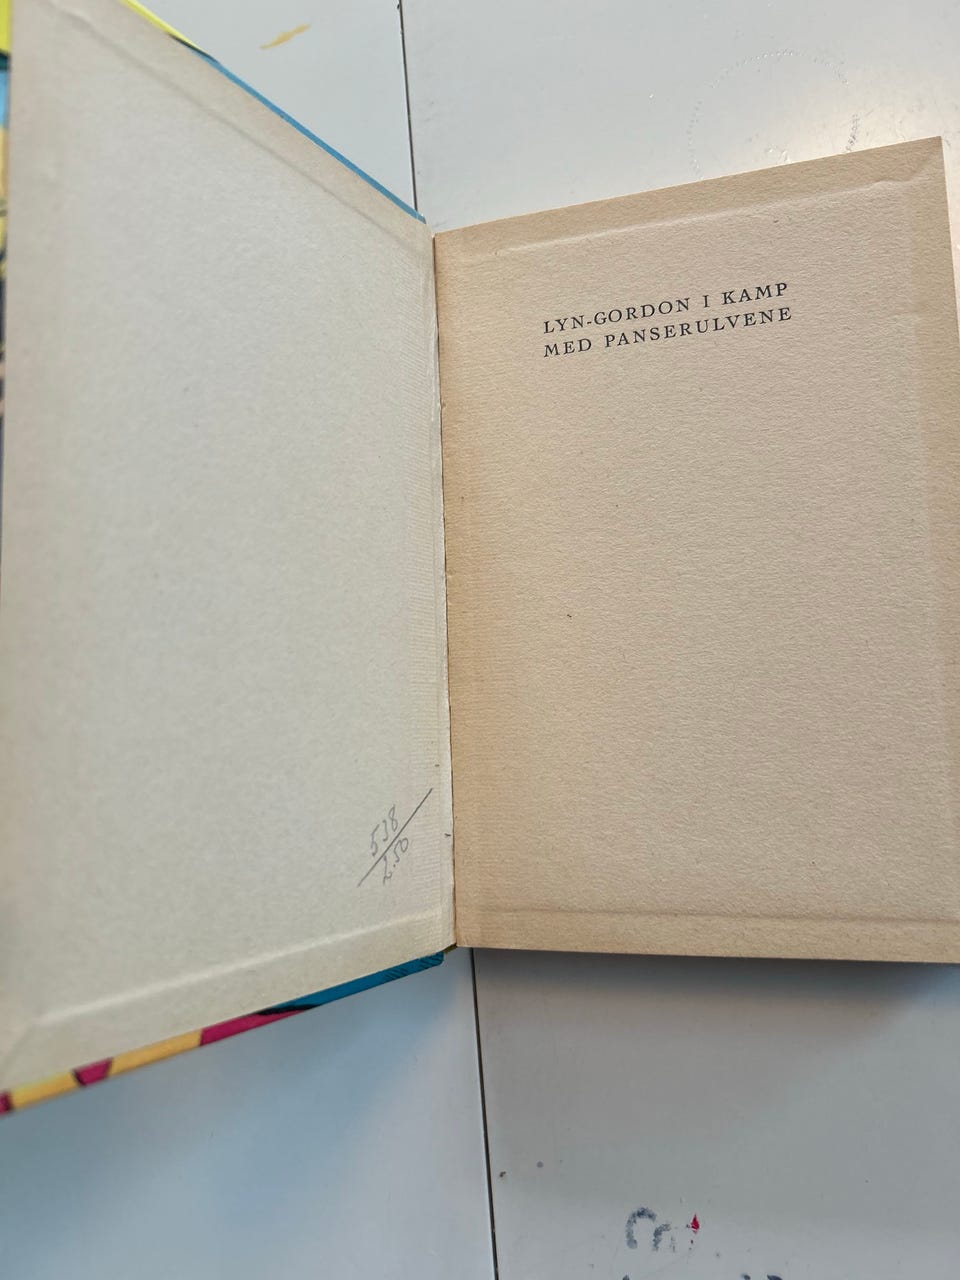 LYN-GORDON I KAMP
MED PANSERULVENE
538
2.50